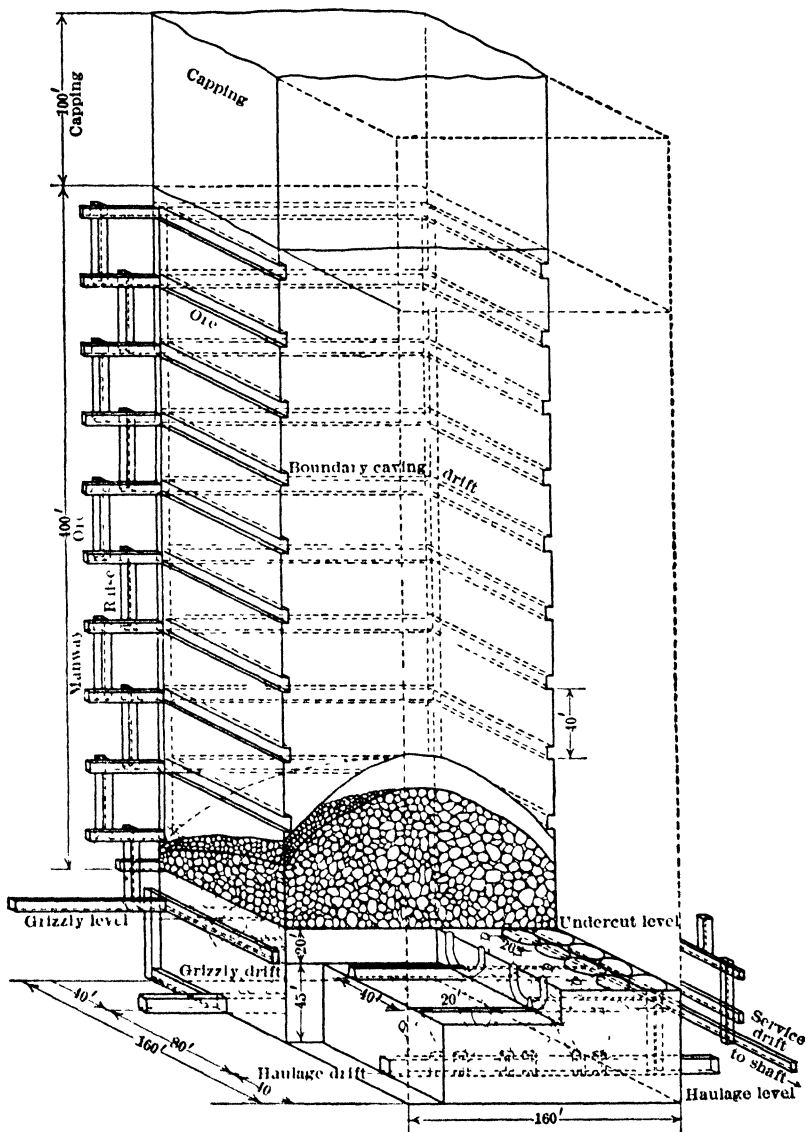 100'
Capping
Capping
Ore
Boundary caving drift
400'
Ore
Raise
Manway
40'
Grizzly level
Undercut level
20'
20'
Grizzly drift
45'
40'
20'
Service drift to shaft
40'
80'
160'
40
Haulage drift
Haulage level
160'